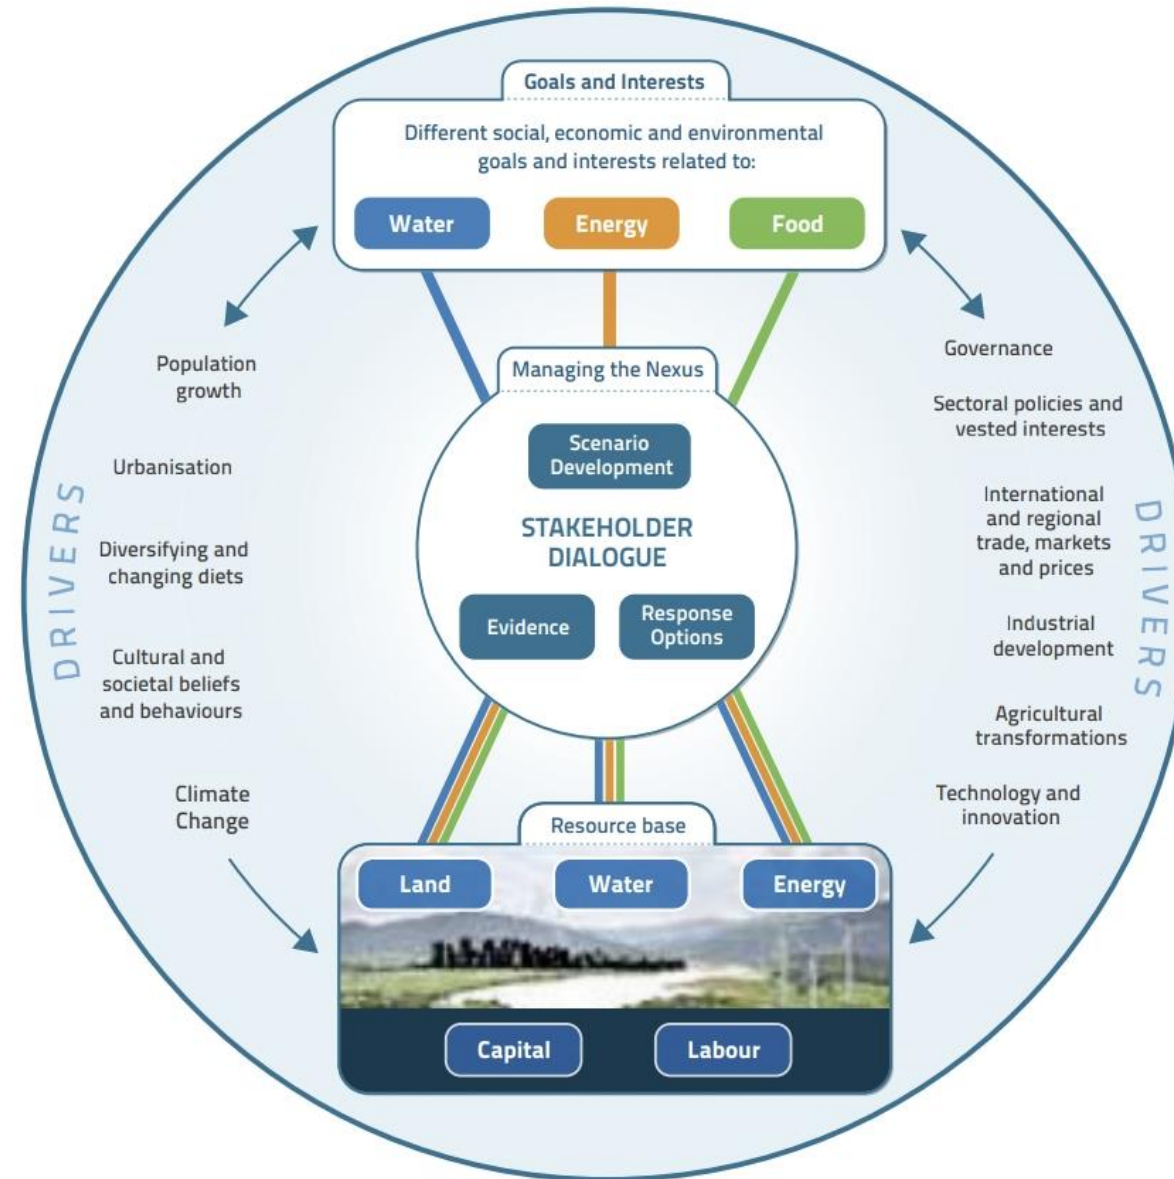 Goals and Interests
Different social, economic and environmental
goals and interests related to:
Water
Energy
Food
Managing the Nexus
Scenario
Development
STAKEHOLDER
DIALOGUE
Evidence
Response
Options
Resource base
Land
Water
Energy
Capital
Labour
DRIVERS
Population
growth
Urbanisation
Diversifying and
changing diets
Cultural and
societal beliefs
and behaviours
Climate
Change
DRIVERS
Governance
Sectoral policies and
vested interests
International
and regional
trade, markets
and prices
Industrial
development
Agricultural
transformations
Technology and
innovation